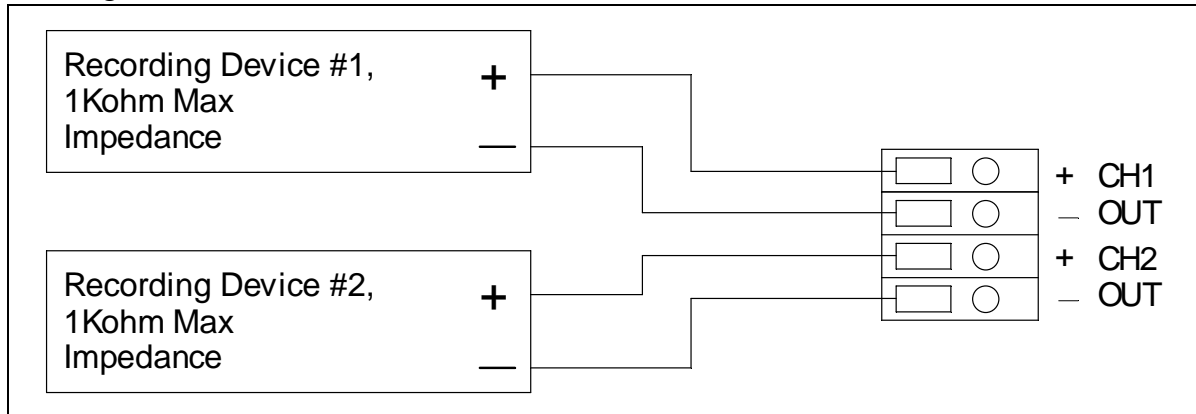 Recording Device #1,
1Kohm Max
Impedance
+
—
Recording Device #2,
1Kohm Max
Impedance
+
—
+ CH1
— OUT
+ CH2
— OUT